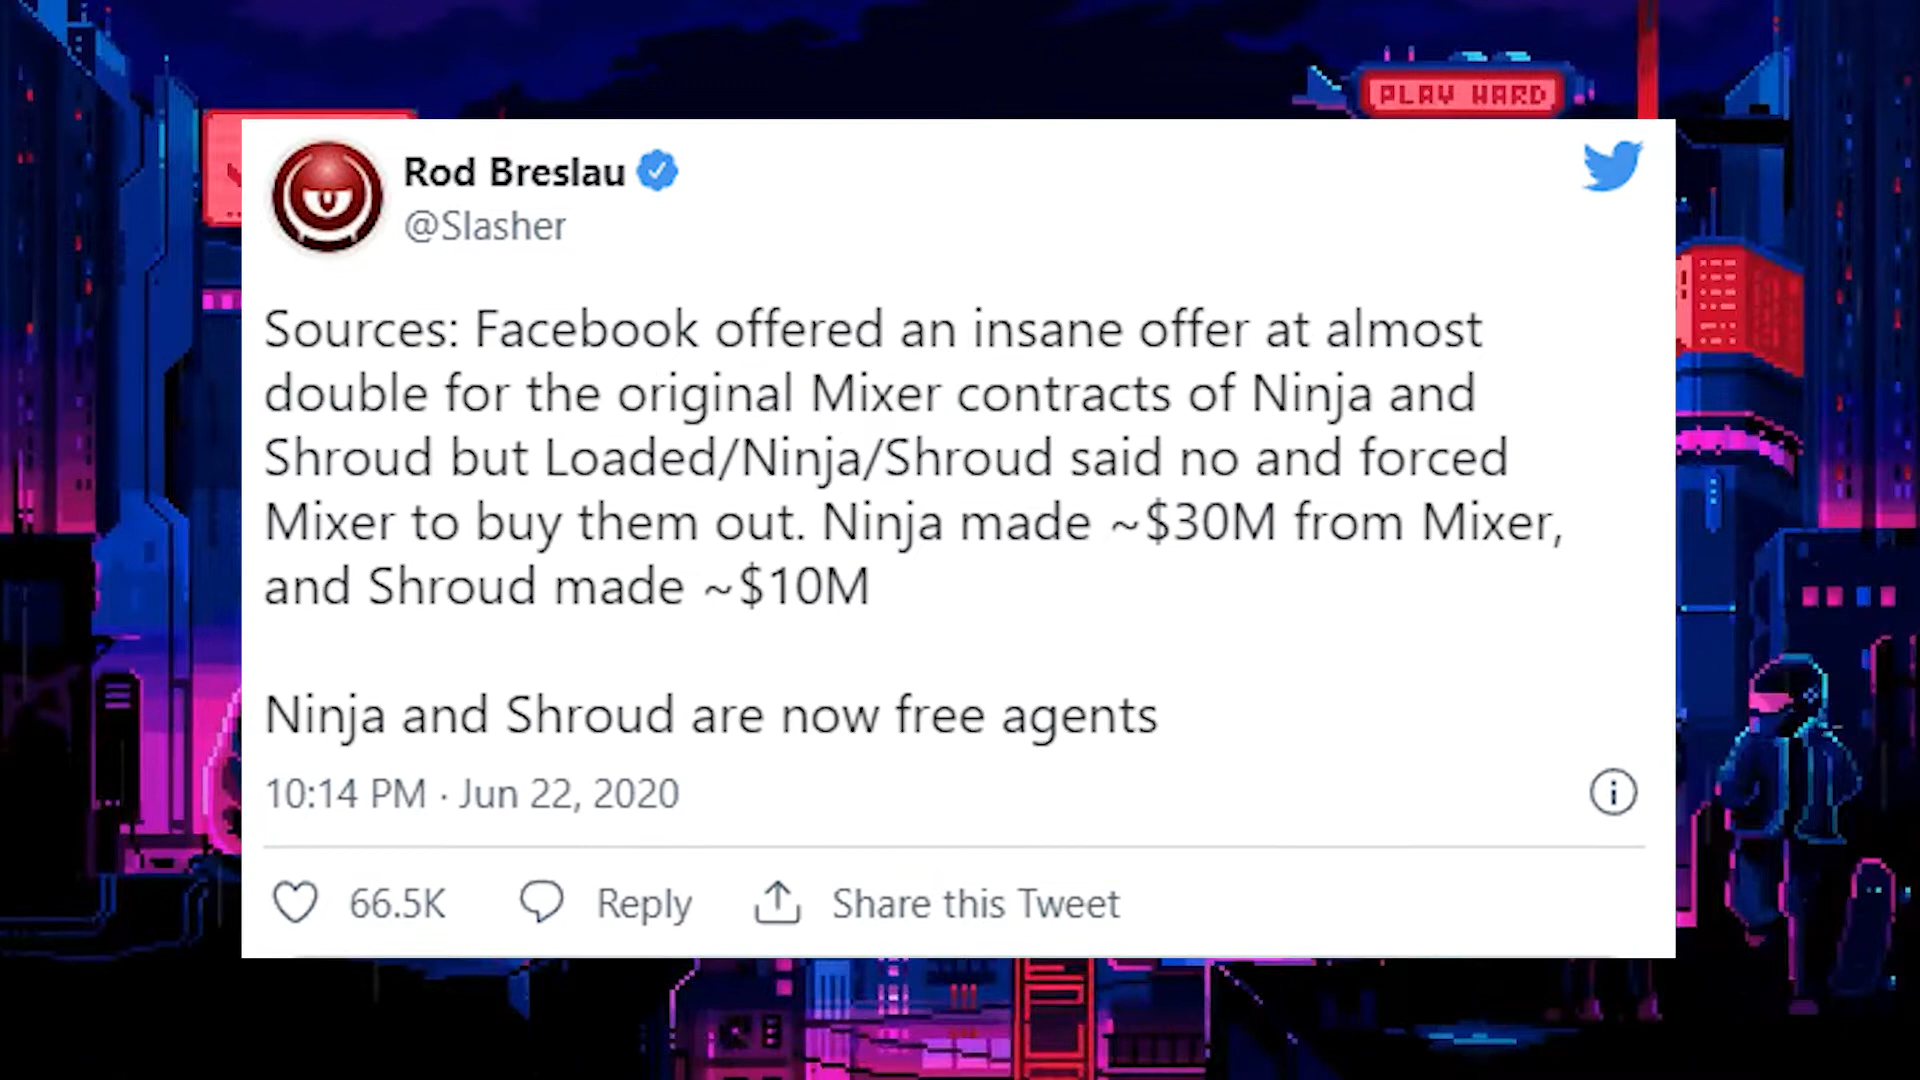 PLAY HARD
Rod Breslau
@Slasher
Sources: Facebook offered an insane offer at almost
double for the original Mixer contracts of Ninja and
Shroud but Loaded/Ninja/Shroud said no and forced
Mixer to buy them out. Ninja made ~$30M from Mixer,
and Shroud made ~$10M
Ninja and Shroud are now free agents
10:14 PM · Jun 22, 2020
66.5K Reply Share this Tweet